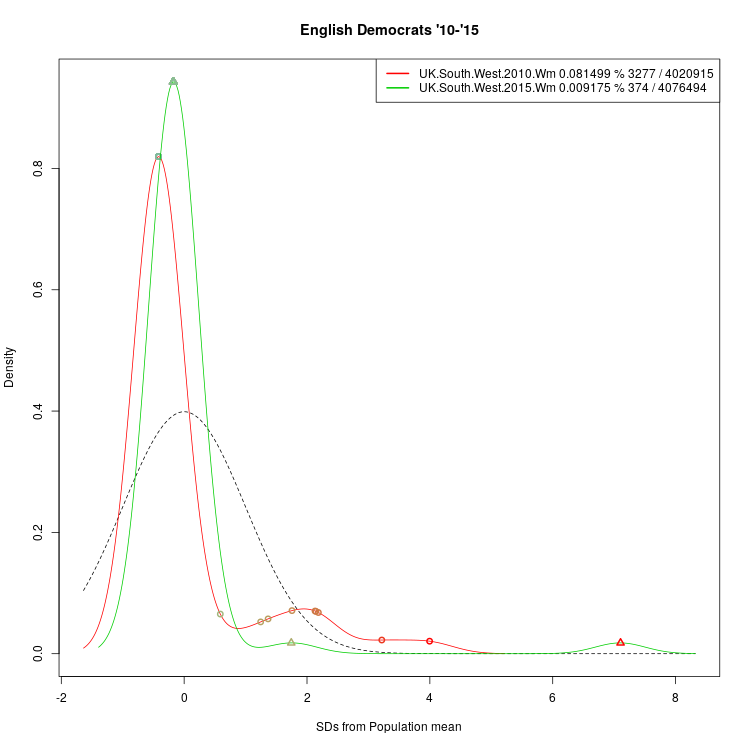 English Democrats '10-'15
UK.South.West.2010.Wm 0.081499 % 3277 / 4020915
UK.South.West.2015.Wm 0.009175 % 374 / 4076494
Density
0.8
0.6
0.4
0.2
0.0
-2 0 2 4 6 8
SDs from Population mean